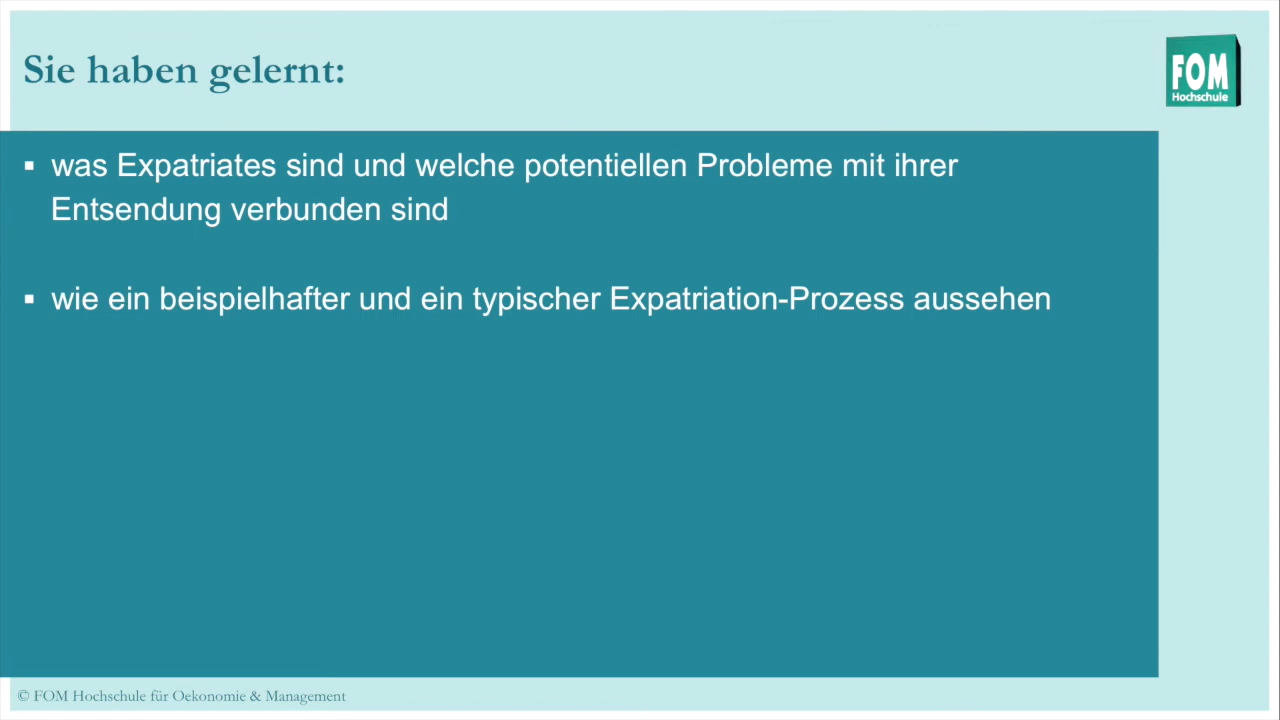 Sie haben gelernt:
FOM
Hochschule
▪ was Expatriates sind und welche potentiellen Probleme mit ihrer
Entsendung verbunden sind
▪ wie ein beispielhafter und ein typischer Expatriation-Prozess aussehen
© FOM Hochschule für Oekonomie & Management